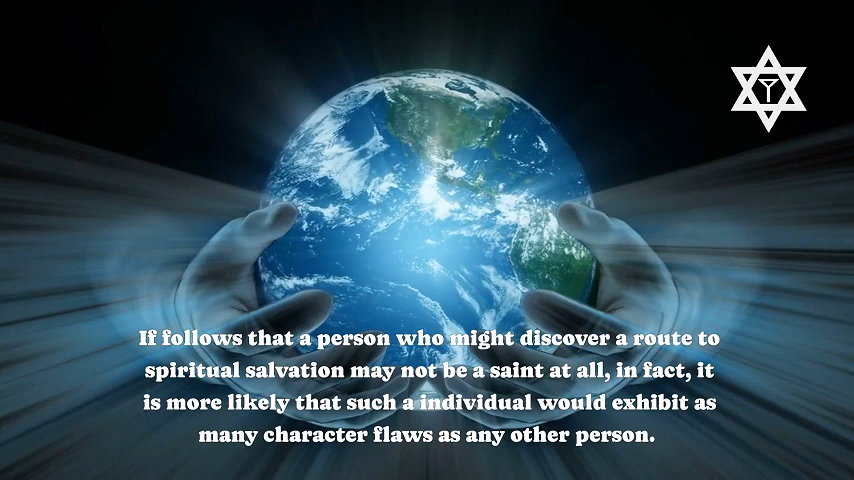 If follows that a person who might discover a route to
spiritual salvation may not be a saint at all, in fact, it
is more likely that such a individual would exhibit as
many character flaws as any other person.